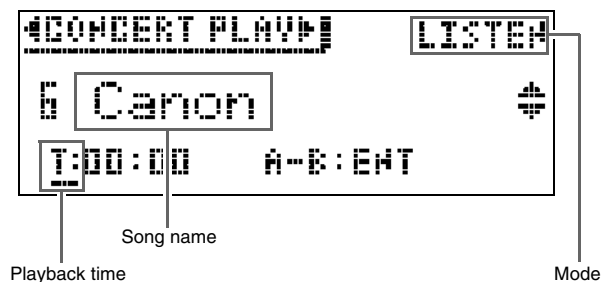 CONCERT PLAY LISTEN
6 Canon
T:00:00 A-B:ENT
Song name
Playback time Mode